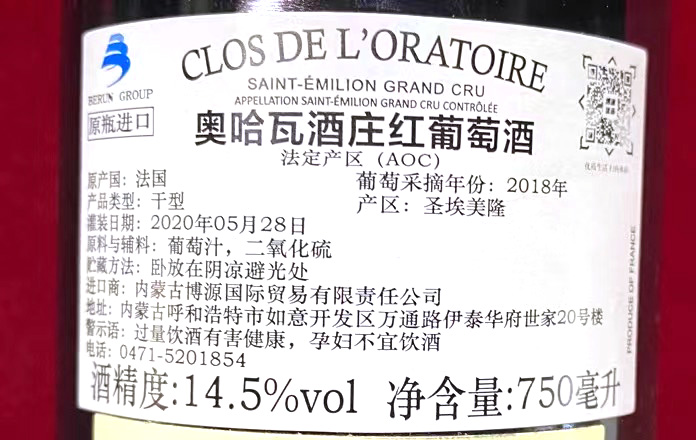 CLOS DE L'ORATOIRE
BERUN GROUP
SAINT-ÉMILION GRAND CRU
APPELLATION SAINT-ÉMILION GRAND CRU CONTRÔLÉE
原瓶进口
奥哈瓦酒庄红葡萄酒
法定产区（AOC）
原产国：法国
葡萄采摘年份：2018年
产品类型：干型
产区：圣埃美隆
灌装日期：2020年05月28日
原料与辅料：葡萄汁，二氧化硫
贮藏方法：卧放在阴凉避光处
进口商：内蒙古博源国际贸易有限责任公司
地址：内蒙古呼和浩特市如意开发区万通路伊泰华府世家20号楼
警示语：过量饮酒有害健康，孕妇不宜饮酒
电话：0471-5201854
酒精度:14.5%vol 净含量:750毫升
PRODUCE OF FRANCE